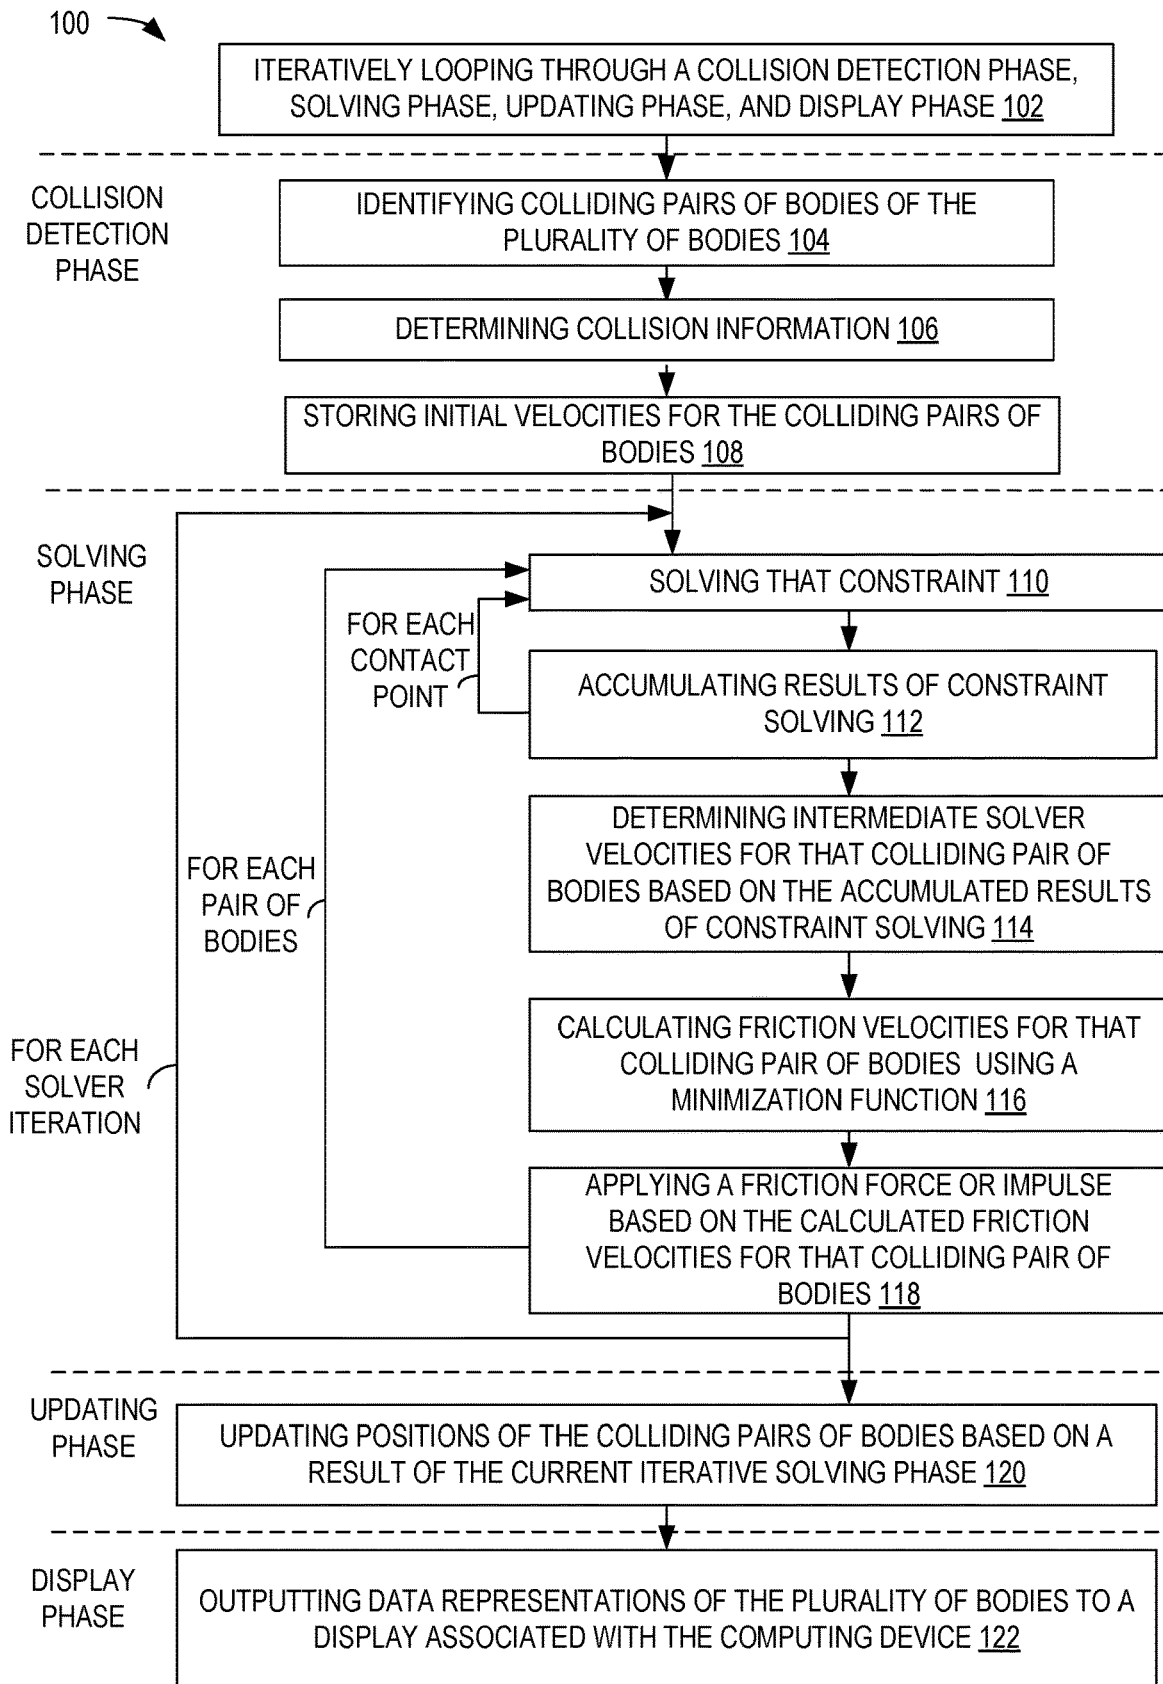 100
ITERATIVELY LOOPING THROUGH A COLLISION DETECTION PHASE,
SOLVING PHASE, UPDATING PHASE, AND DISPLAY PHASE 102
COLLISION
DETECTION
PHASE
IDENTIFYING COLLIDING PAIRS OF BODIES OF THE
PLURALITY OF BODIES 104
DETERMINING COLLISION INFORMATION 106
STORING INITIAL VELOCITIES FOR THE COLLIDING PAIRS OF
BODIES 108
SOLVING
PHASE
SOLVING THAT CONSTRAINT 110
FOR EACH
CONTACT
POINT
ACCUMULATING RESULTS OF CONSTRAINT
SOLVING 112
DETERMINING INTERMEDIATE SOLVER
VELOCITIES FOR THAT COLLIDING PAIR OF
BODIES BASED ON THE ACCUMULATED RESULTS
OF CONSTRAINT SOLVING 114
FOR EACH
PAIR OF
BODIES
CALCULATING FRICTION VELOCITIES FOR THAT
COLLIDING PAIR OF BODIES USING A
MINIMIZATION FUNCTION 116
FOR EACH
SOLVER
ITERATION
APPLYING A FRICTION FORCE OR IMPULSE
BASED ON THE CALCULATED FRICTION
VELOCITIES FOR THAT COLLIDING PAIR OF
BODIES 118
UPDATING
PHASE
UPDATING POSITIONS OF THE COLLIDING PAIRS OF BODIES BASED ON A
RESULT OF THE CURRENT ITERATIVE SOLVING PHASE 120
DISPLAY
PHASE
OUTPUTTING DATA REPRESENTATIONS OF THE PLURALITY OF BODIES TO A
DISPLAY ASSOCIATED WITH THE COMPUTING DEVICE 122